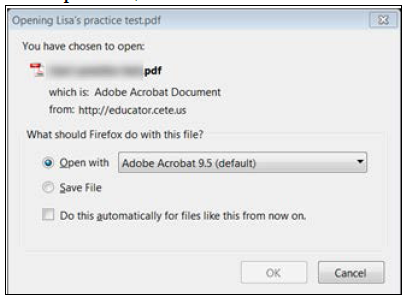 Opening Lisa's practice test.pdf
You have chosen to open:
pdf
which is: Adobe Acrobat Document
from: http://educator.cete.us
What should Firefox do with this file?
Open with Adobe Acrobat 9.5 (default)
Save File
Do this automatically for files like this from now on.
OK Cancel